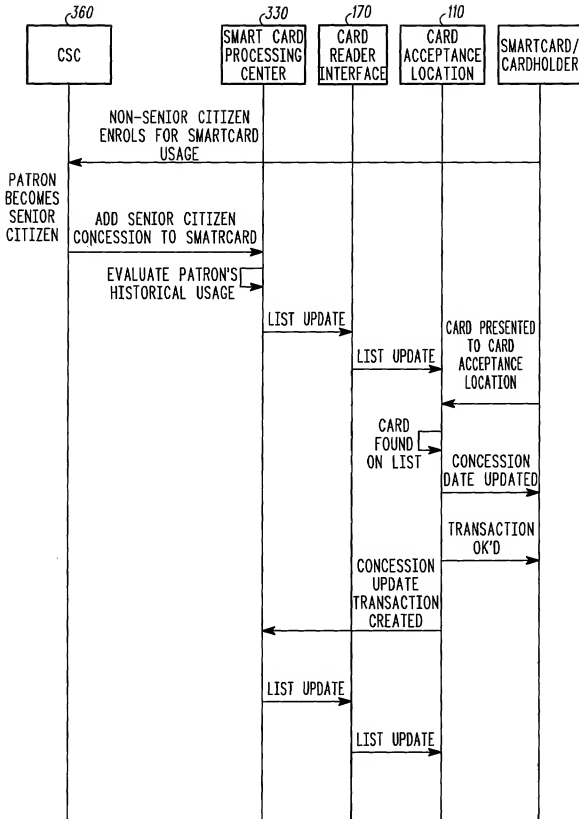 360
330
170
110
CSC
SMART CARD
PROCESSING
CENTER
CARD
READER
INTERFACE
CARD
ACCEPTANCE
LOCATION
SMARTCARD/
CARDHOLDER
NON-SENIOR CITIZEN
ENROLS FOR SMARTCARD
USAGE
PATRON
BECOMES
SENIOR
CITIZEN
ADD SENIOR CITIZEN
CONCESSION TO SMATRCARD
EVALUATE PATRON'S
HISTORICAL USAGE
LIST UPDATE
LIST UPDATE
CARD PRESENTED
TO CARD
ACCEPTANCE
LOCATION
CARD
FOUND
ON LIST
CONCESSION
DATE UPDATED
TRANSACTION
OK'D
CONCESSION
UPDATE
TRANSACTION
CREATED
LIST UPDATE
LIST UPDATE